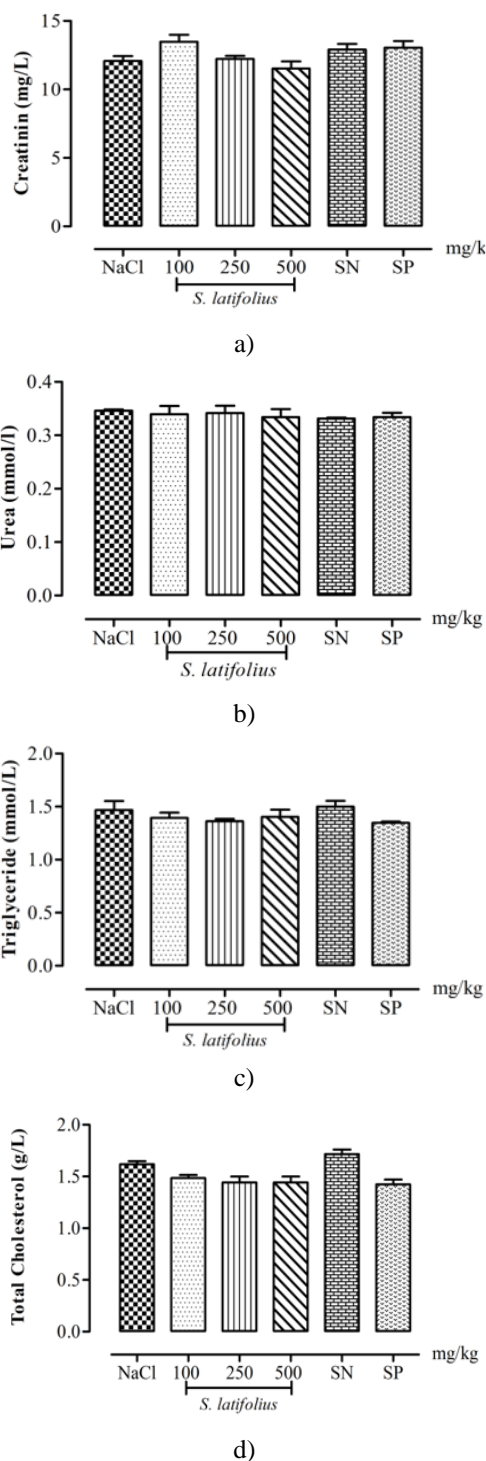 Creatinin (mg/L)
15
10
5
0
mg/k
NaCl 100 250 500 SN SP
S. latifolius
a)
Urea (mmol/l)
0.4
0.3
0.2
0.1
0.0
mg/kg
NaCl 100 250 500 SN SP
S. latifolius
b)
Triglyceride (mmol/L)
2.0
1.5
1.0
0.5
0.0
mg/kg
NaCl 100 250 500 SN SP
S. latifolius
c)
Total Cholesterol (g/L)
2.0
1.5
1.0
0.5
0.0
mg/kg
NaCl 100 250 500 SN SP
S. latifolius
d)